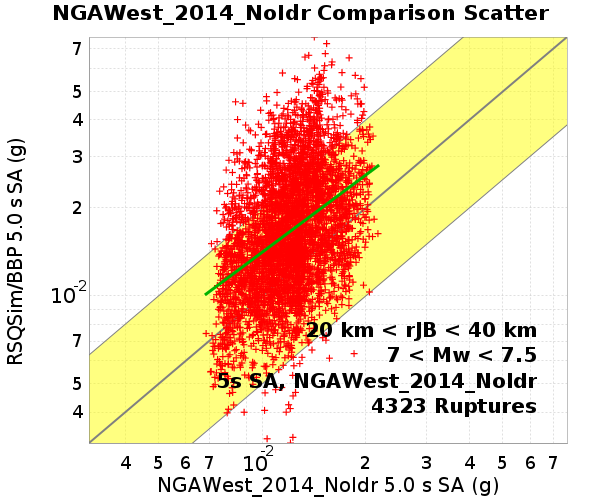 NGAWest_2014_NoIdr Comparison Scatter
RSQSim/BBP 5.0 s SA (g)
7
5
4
3
2
10-2
7
5
4
20 km < rJB < 40 km
7 < Mw < 7.5
5s SA, NGAWest_2014_NoIdr
4323 Ruptures
4 5 6 7 10-2 2 3 4 5 6 7
NGAWest_2014_NoIdr 5.0 s SA (g)